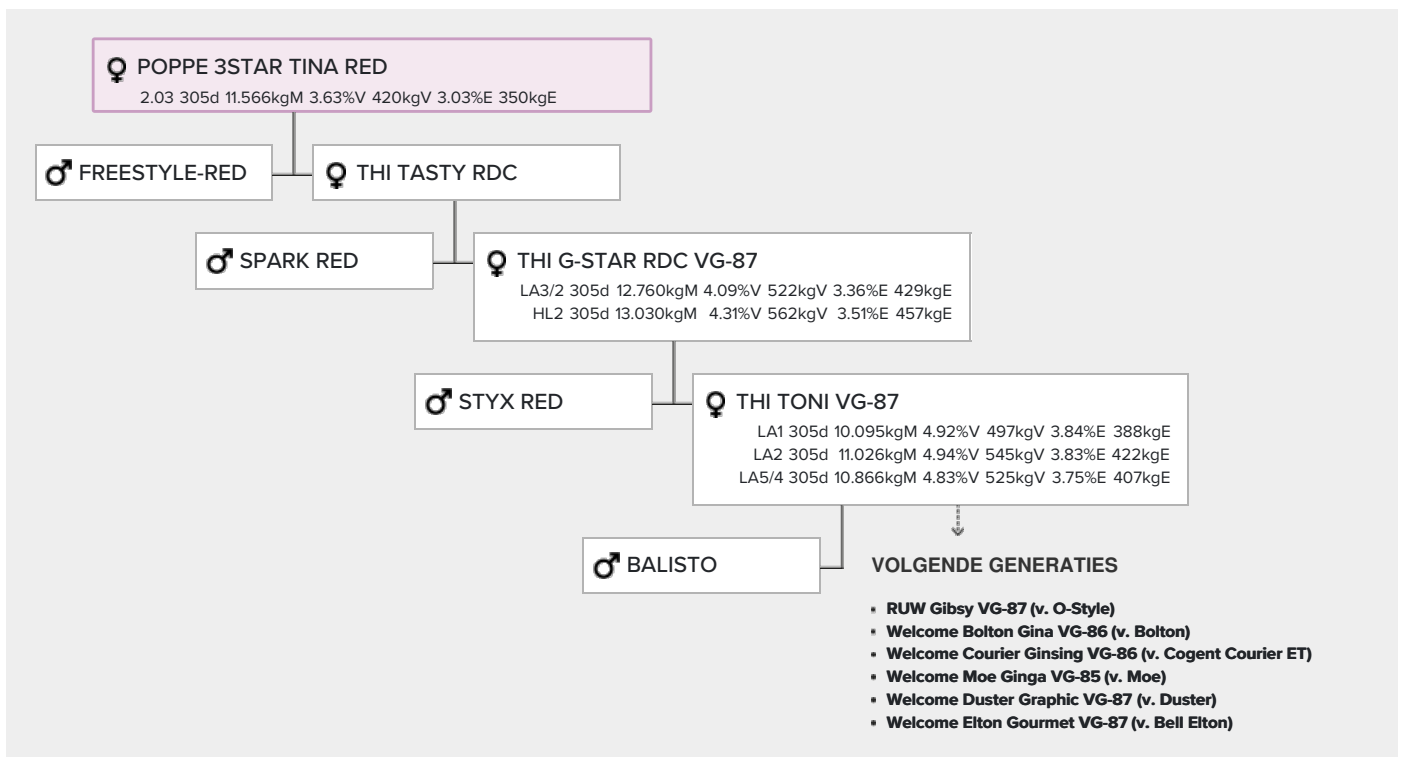 POPPE 3STAR TINA RED
2.03 305d 11.566kgM 3.63%V 420kgV 3.03%E 350kgE
FREESTYLE-RED
THI TASTY RDC
SPARK RED
THI G-STAR RDC VG-87
LA3/2 305d 12.760kgM 4.09%V 522kgV 3.36%E 429kgE
HL2 305d 13.030kgM 4.31%V 562kgV 3.51%E 457kgE
STYX RED
THI TONI VG-87
LA1 305d 10.095kgM 4.92%V 497kgV 3.84%E 388kgE
LA2 305d 11.026kgM 4.94%V 545kgV 3.83%E 422kgE
LA5/4 305d 10.866kgM 4.83%V 525kgV 3.75%E 407kgE
BALISTO
VOLGENDE GENERATIES
▪ RUW Gibsy VG-87 (v. O-Style)
▪ Welcome Bolton Gina VG-86 (v. Bolton)
▪ Welcome Courier Ginsing VG-86 (v. Cogent Courier ET)
▪ Welcome Moe Ginga VG-85 (v. Moe)
▪ Welcome Duster Graphic VG-87 (v. Duster)
▪ Welcome Elton Gourmet VG-87 (v. Bell Elton)